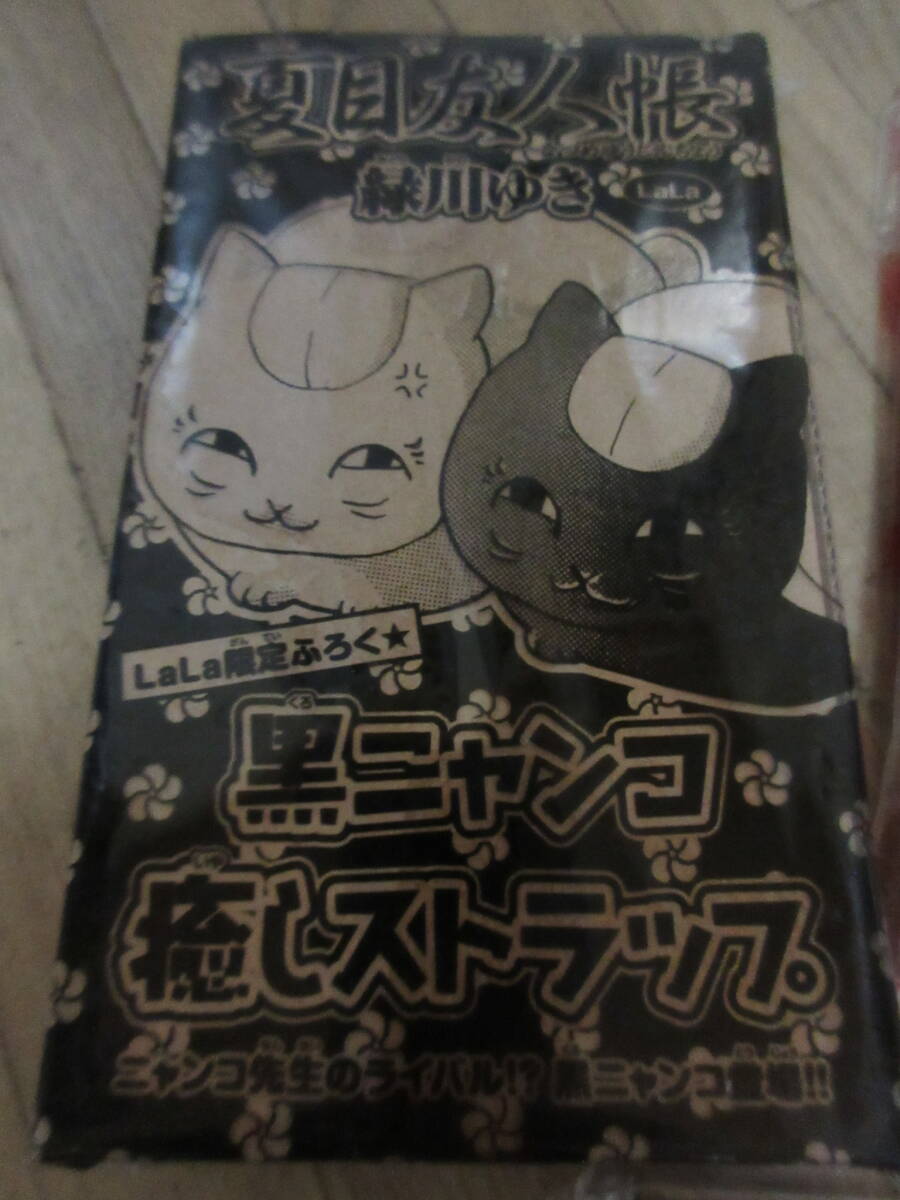 夏目友人帳
緑川ゆき LaLa
LaLa限定ふろく★
黒ニャンコ
癒しストラップ。
ニャンコ先生のライバル!? 黒ニャンコ登場!!